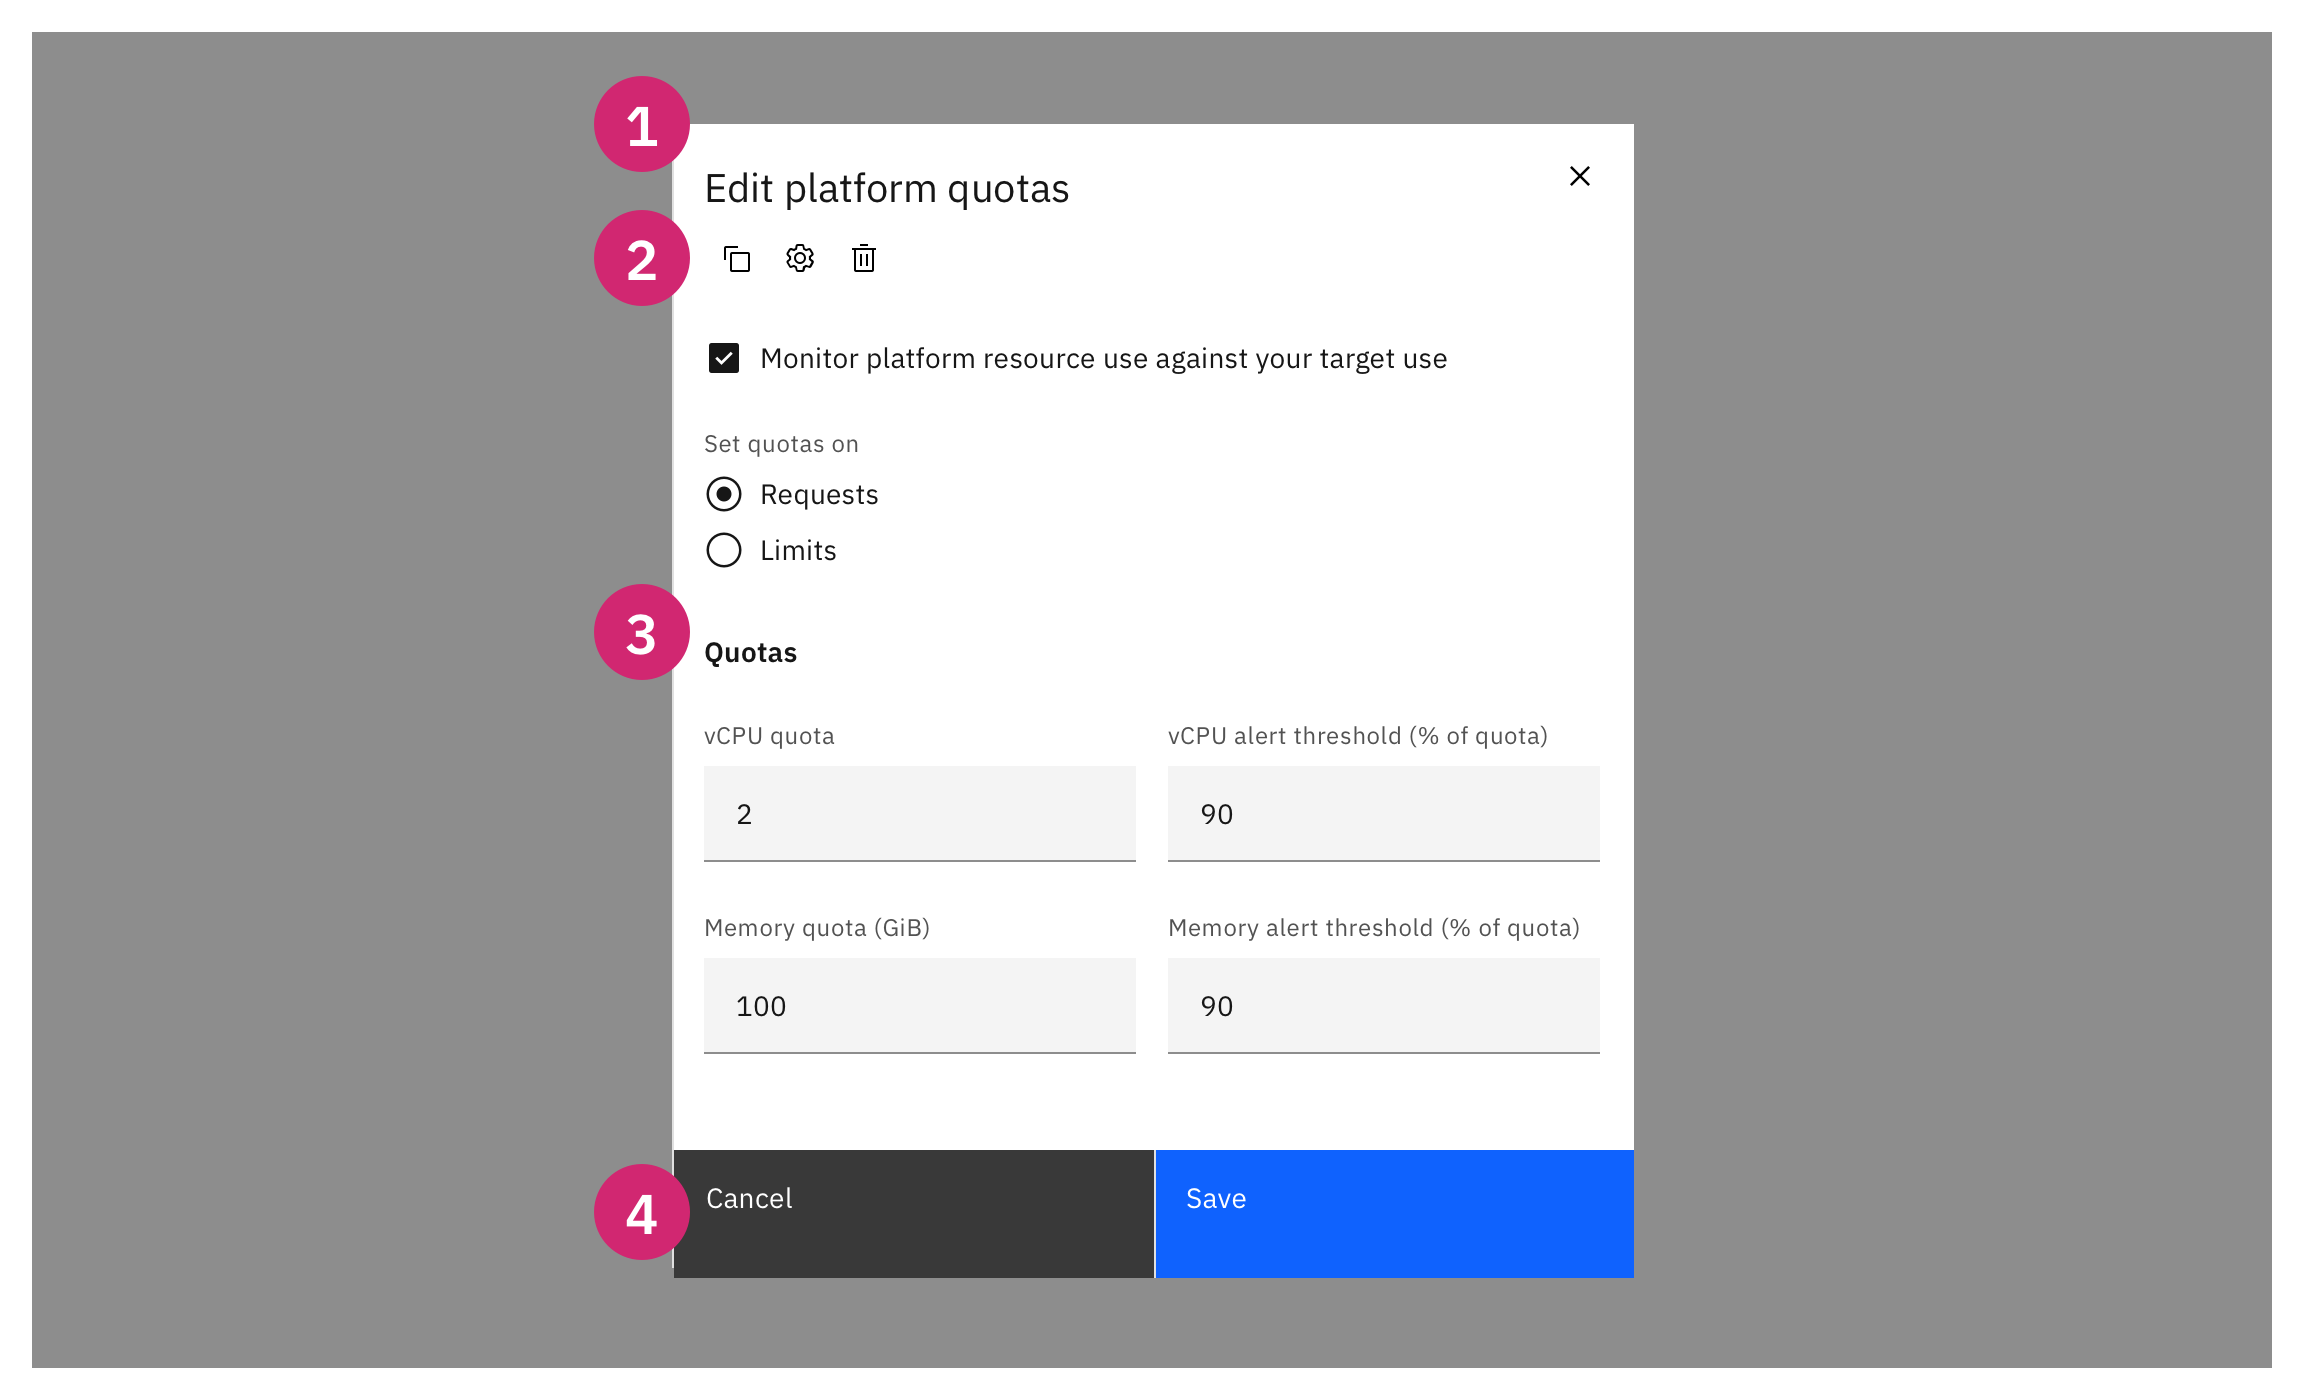 1
Edit platform quotas
2
Monitor platform resource use against your target use
Set quotas on
Requests
Limits
3
Quotas
vCPU quota
vCPU alert threshold (% of quota)
2
90
Memory quota (GiB)
Memory alert threshold (% of quota)
100
90
4
Cancel
Save